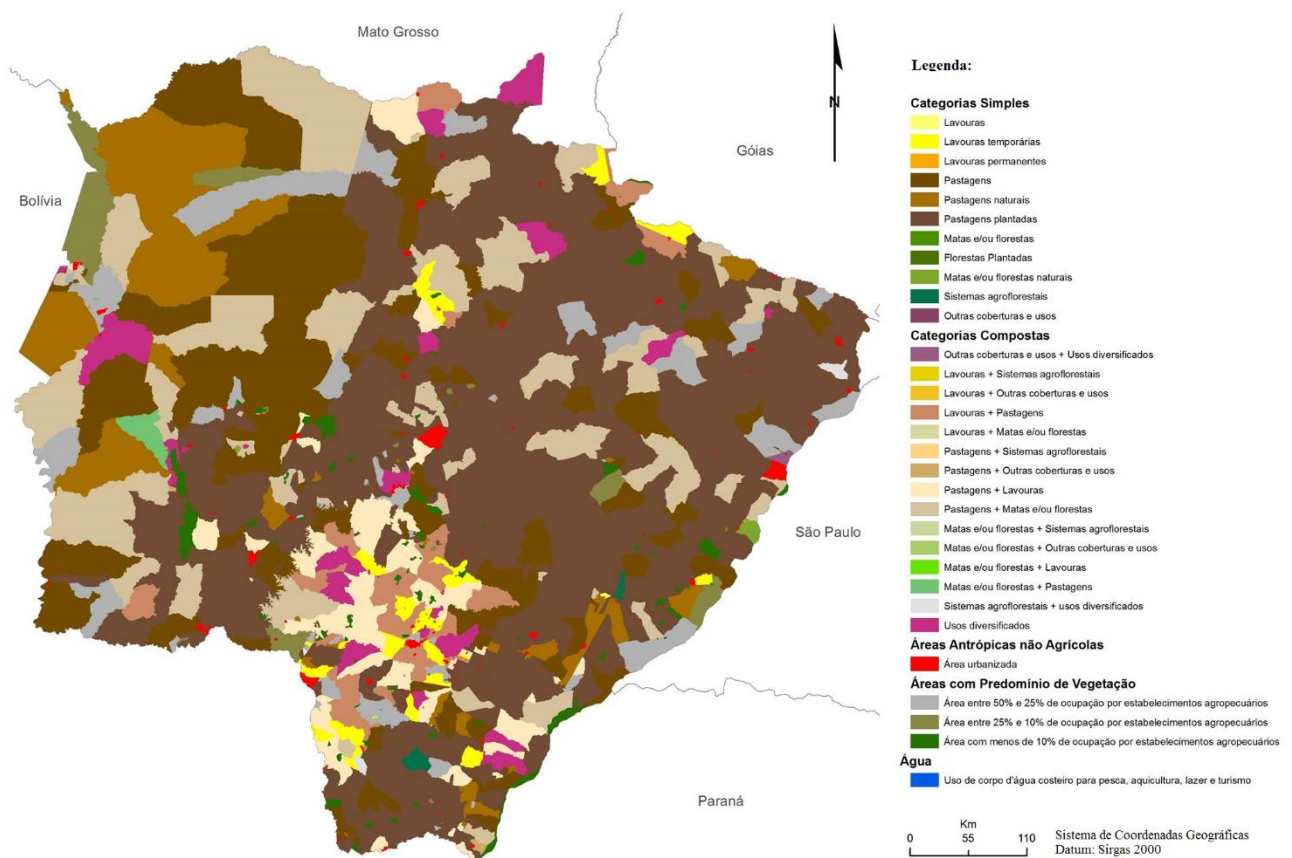 Mato Grosso
Góias
Bolívia
São Paulo
Paraná
N
Legenda:
Categorias Simples
Lavouras
Lavouras temporárias
Lavouras permanentes
Pastagens
Pastagens naturais
Pastagens plantadas
Matas e/ou florestas
Florestas Plantadas
Matas e/ou florestas naturais
Sistemas agroflorestais
Outras coberturas e usos
Categorias Compostas
Outras coberturas e usos + Usos diversificados
Lavouras + Sistemas agroflorestais
Lavouras + Outras coberturas e usos
Lavouras + Pastagens
Lavouras + Matas e/ou florestas
Pastagens + Sistemas agroflorestais
Pastagens + Outras coberturas e usos
Pastagens + Lavouras
Pastagens + Matas e/ou florestas
Matas e/ou florestas + Sistemas agroflorestais
Matas e/ou florestas + Outras coberturas e usos
Matas e/ou florestas + Lavouras
Matas e/ou florestas + Pastagens
Sistemas agroflorestais + usos diversificados
Usos diversificados
Áreas Antrópicas não Agrícolas
Área urbanizada
Áreas com Predomínio de Vegetação
Área entre 50% e 25% de ocupação por estabelecimentos agropecuários
Área entre 25% e 10% de ocupação por estabelecimentos agropecuários
Área com menos de 10% de ocupação por estabelecimentos agropecuários
Água
Uso de corpo d'água costeiro para pesca, aquicultura, lazer e turismo
Km
0 55 110
Sistema de Coordenadas Geográficas
Datum: Sirgas 2000